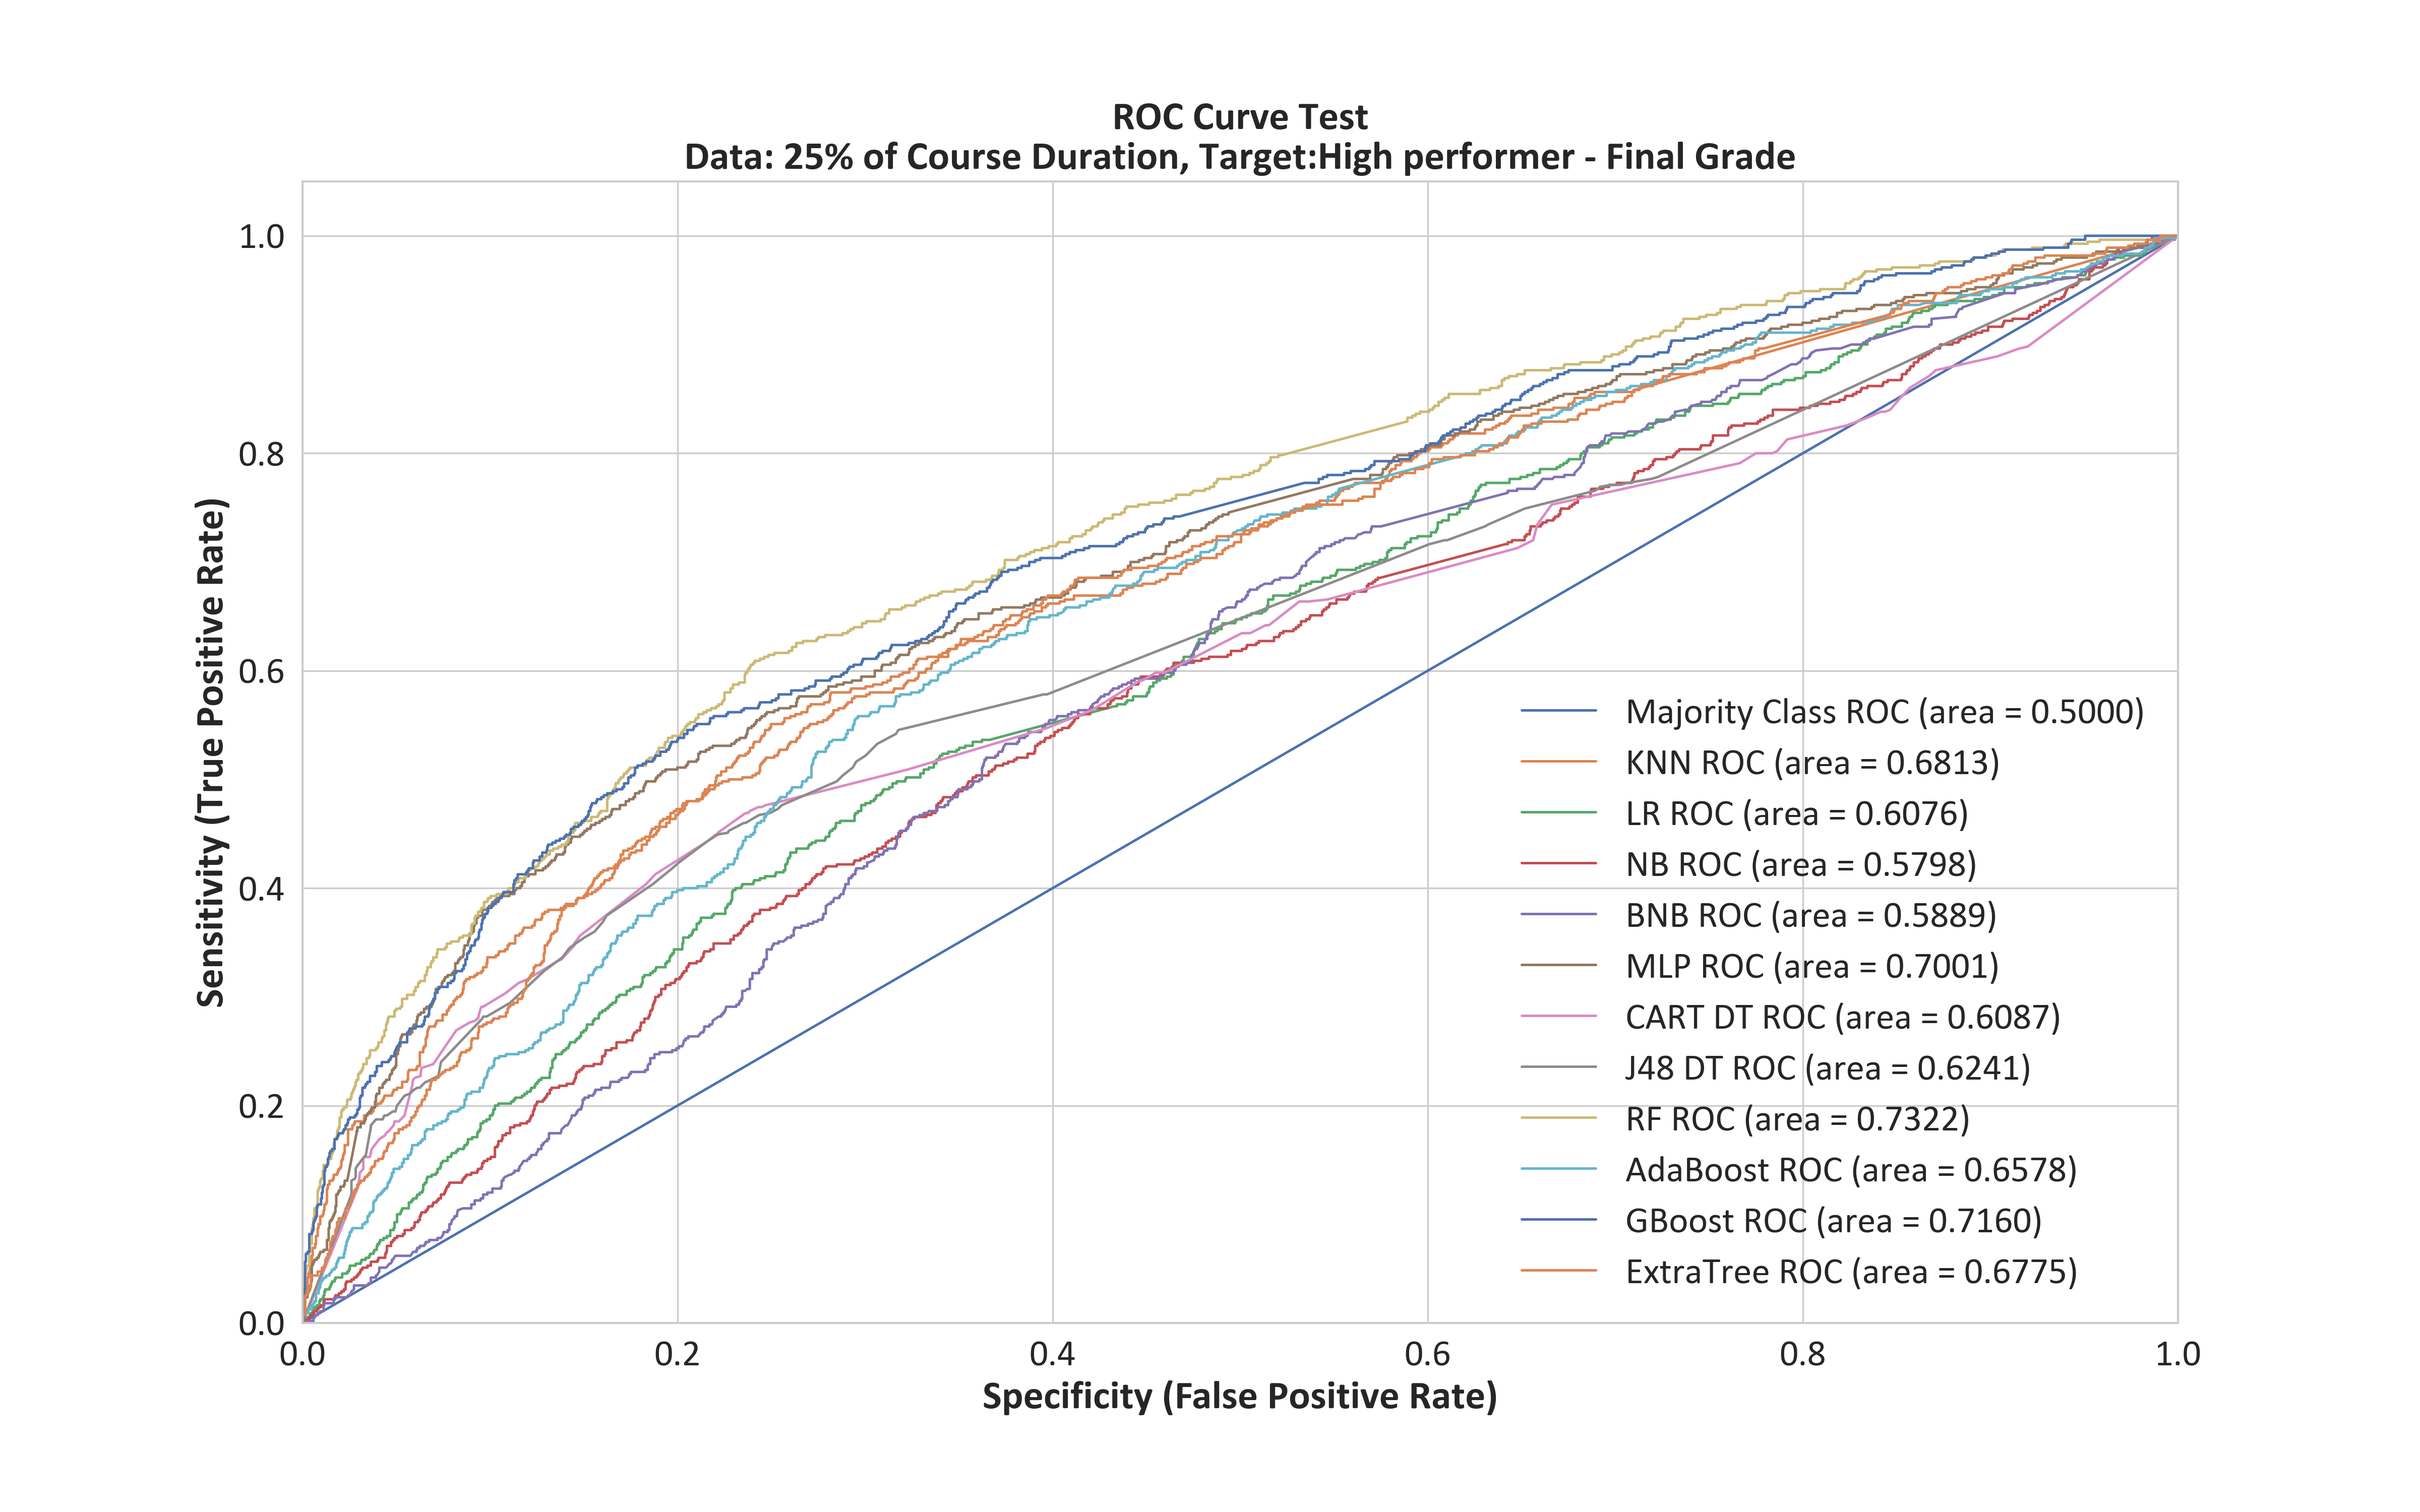 ROC Curve Test
Data: 25% of Course Duration, Target:High performer - Final Grade
Sensitivity (True Positive Rate)
1.0
0.8
0.6
0.4
0.2
0.0
Majority Class ROC (area = 0.5000)
KNN ROC (area = 0.6813)
LR ROC (area = 0.6076)
NB ROC (area = 0.5798)
BNB ROC (area = 0.5889)
MLP ROC (area = 0.7001)
CART DT ROC (area = 0.6087)
J48 DT ROC (area = 0.6241)
RF ROC (area = 0.7322)
AdaBoost ROC (area = 0.6578)
GBoost ROC (area = 0.7160)
ExtraTree ROC (area = 0.6775)
0.0 0.2 0.4 0.6 0.8 1.0
Specificity (False Positive Rate)